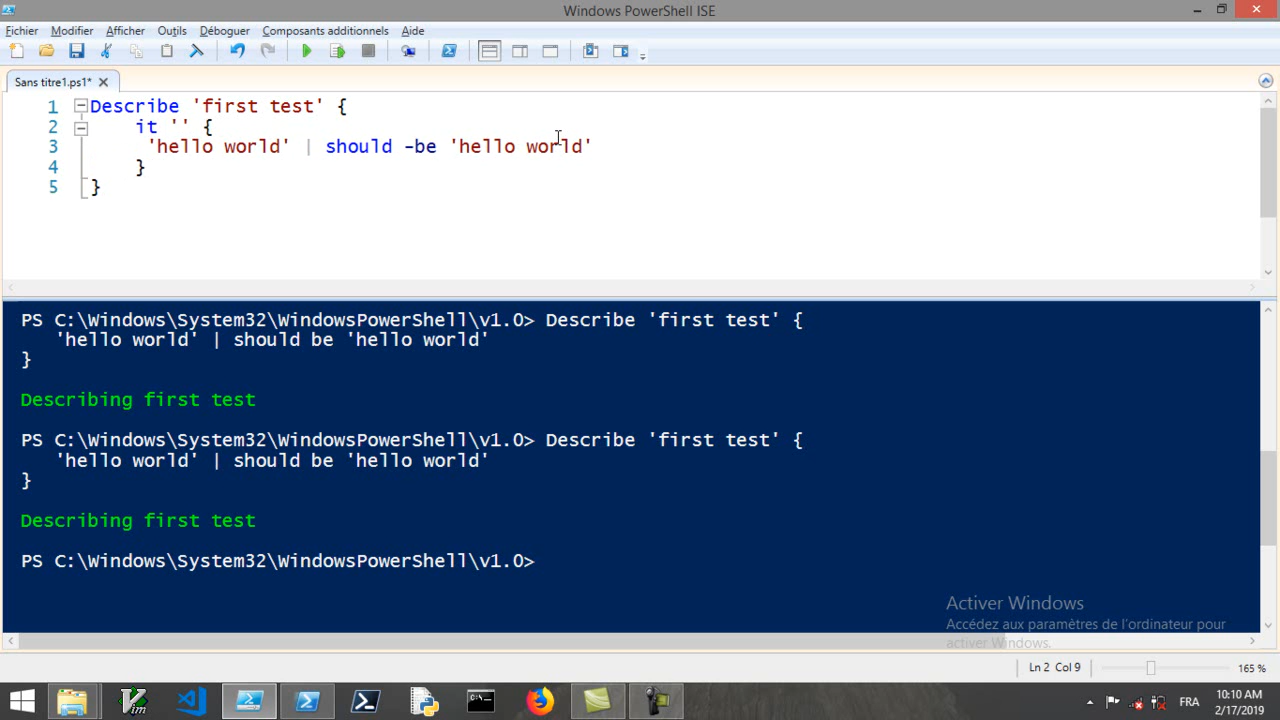 Windows PowerShell ISE
Fichier Modifier Afficher Outils Déboguer Composants additionnels Aide
Sans titre1.ps1*
1 Describe 'first test' {
2 it '' {
3 'hello world' | should -be 'hello world'
4 }
5 }
PS C:\Windows\System32\WindowsPowerShell\v1.0> Describe 'first test' {
'hello world' | should be 'hello world'
}
Describing first test
PS C:\Windows\System32\WindowsPowerShell\v1.0> Describe 'first test' {
'hello world' | should be 'hello world'
}
Describing first test
PS C:\Windows\System32\WindowsPowerShell\v1.0>
Activer Windows
Accédez aux paramètres de l'ordinateur pour
activer Windows.
Ln 2 Col 9 165 %
FRA
10:10 AM
2/17/2019